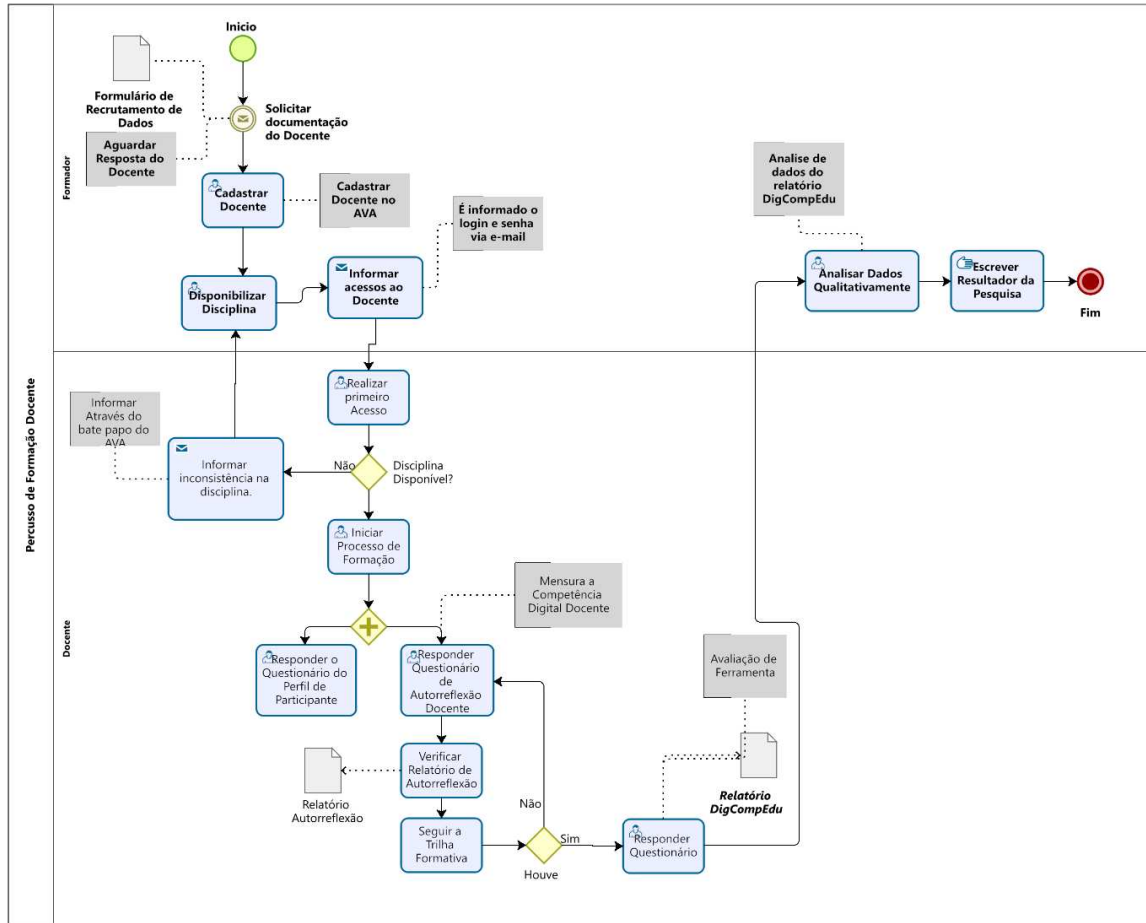 Percusso de Formação Docente
Formador
Inicio
Formulário de
Recrutamento de
Dados
Solicitar
documentação
do Docente
Aguardar
Resposta do
Docente
Cadastrar
Docente
Cadastrar
Docente no
AVA
É informado o
login e senha
via e-mail
Disponibilizar
Disciplina
Informar
acessos ao
Docente
Analise de
dados do
relatório
DigCompEdu
Analisar Dados
Qualitativamente
Escrever
Resultador da
Pesquisa
Fim
Docente
Realizar
primeiro
Acesso
Informar
Através do
bate papo do
AVA
Informar
inconsistência na
disciplina.
Não
Disciplina
Disponível?
Iniciar
Processo de
Formação
Mensura a
Competência
Digital Docente
Responder o
Questionário do
Perfil de
Participante
Responder
Questionário
de
Autorreflexão
Docente
Avaliação de
Ferramenta
Verificar
Relatório de
Autorreflexão
Relatório
Autorreflexão
Relatório
DigCompEdu
Seguir a
Trilha
Formativa
Não
Sim
Houve
Responder
Questionário